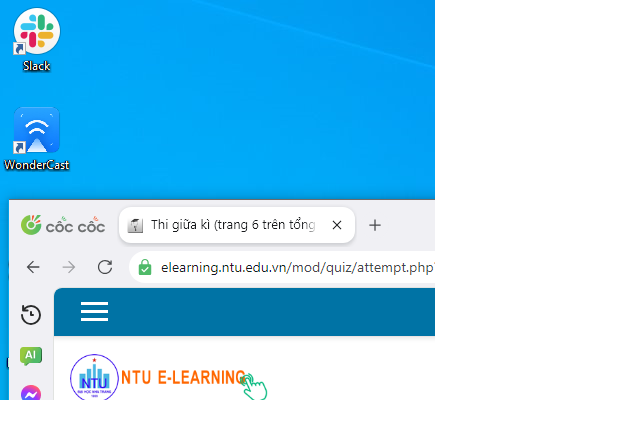 Slack
WonderCast
cốc cốc
Thi giữa kì (trang 6 trên tổng
elearning.ntu.edu.vn/mod/quiz/attempt.php?
AI
NTU
NTU E-LEARNING